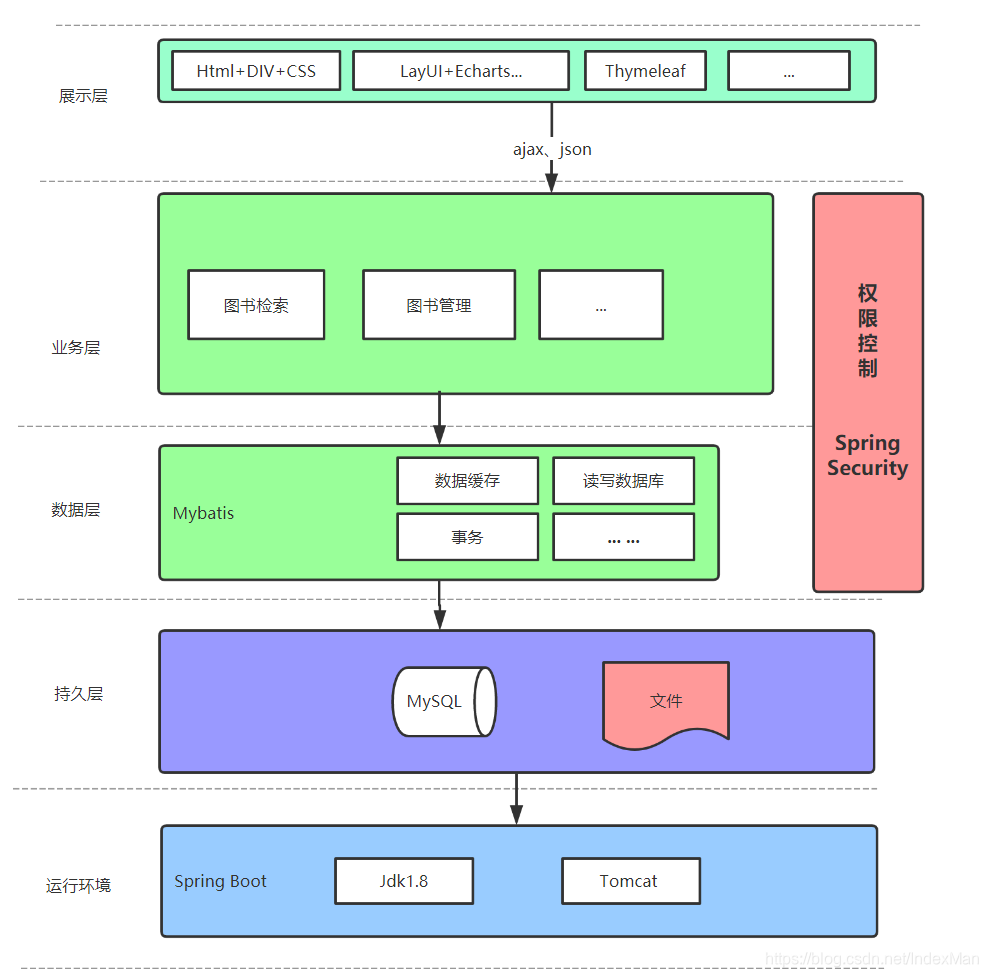 Html+DIV+CSS
LayUI+Echarts...
Thymeleaf
...
展示层
ajax、json
图书检索
图书管理
...
业务层
权
限
控
制
Spring
Security
数据缓存
读写数据库
数据层
Mybatis
事务
... ...
持久层
MySQL
文件
运行环境
Spring Boot
Jdk1.8
Tomcat
https://blog.csdn.net/IndexMan